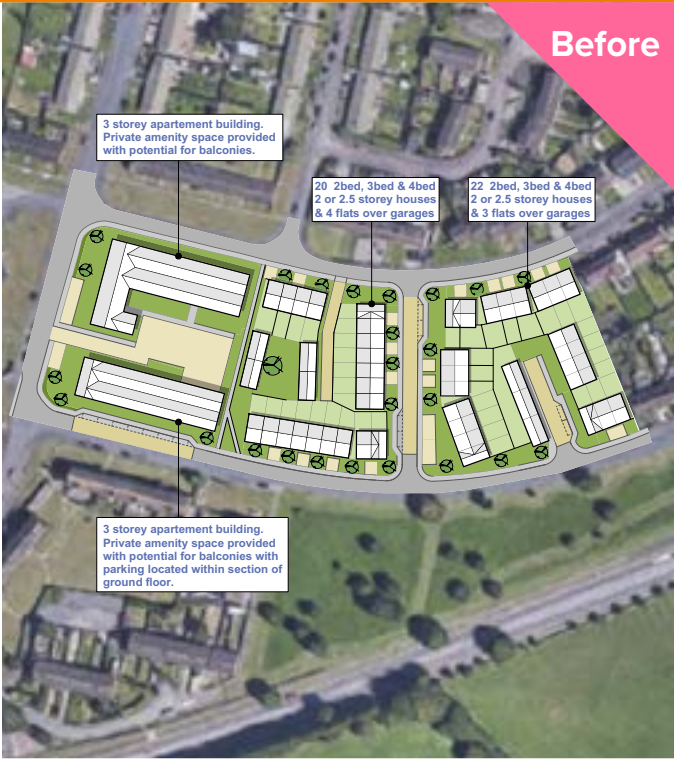 Before
3 storey apartement building.
Private amenity space provided
with potential for balconies.
20  2bed, 3bed & 4bed
2 or 2.5 storey houses
& 4 flats over garages
22  2bed, 3bed & 4bed
2 or 2.5 storey houses
& 3 flats over garages
3 storey apartement building.
Private amenity space provided
with potential for balconies with
parking located within section of
ground floor.